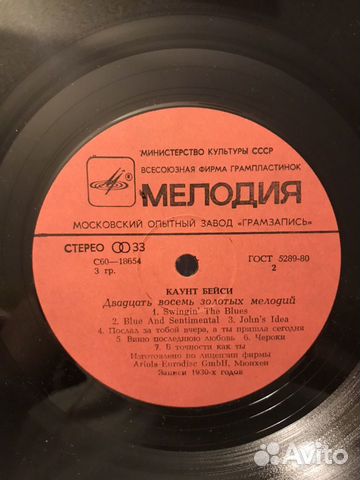 МИНИСТЕРСТВО КУЛЬТУРЫ СССР
ВСЕСОЮЗНАЯ ФИРМА ГРАМПЛАСТИНОК
МЕЛОДИЯ
МОСКОВСКИЙ ОПЫТНЫЙ ЗАВОД «ГРАМЗАПИСЬ»
СТЕРЕО 33
С60—18654
3 гр.
ГОСТ 5289-80
2
КАУНТ БЕЙСИ
Двадцать восемь золотых мелодий
1. Swingin' The Blues
2. Blue And Sentimental 3. John's Idea
4. Послал за тобой вчера, а ты пришла сегодня
5. Виню последнюю любовь 6. Чероки
7. В точности как ты
Изготовлено по лицензии фирмы
Ariola-Eurodisc GmbH, Мюнхен
Записи 1930-х годов
Avito